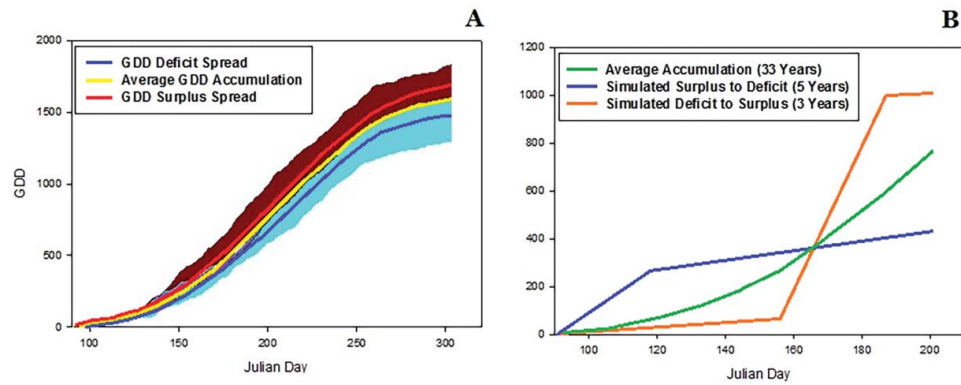 A
2000
1500
1000
500
0
GDD
GDD Deficit Spread
Average GDD Accumulation
GDD Surplus Spread
100 150 200 250 300
Julian Day
B
1200
1000
800
600
400
200
0
Average Accumulation (33 Years)
Simulated Surplus to Deficit (5 Years)
Simulated Deficit to Surplus (3 Years)
100 120 140 160 180 200
Julian Day